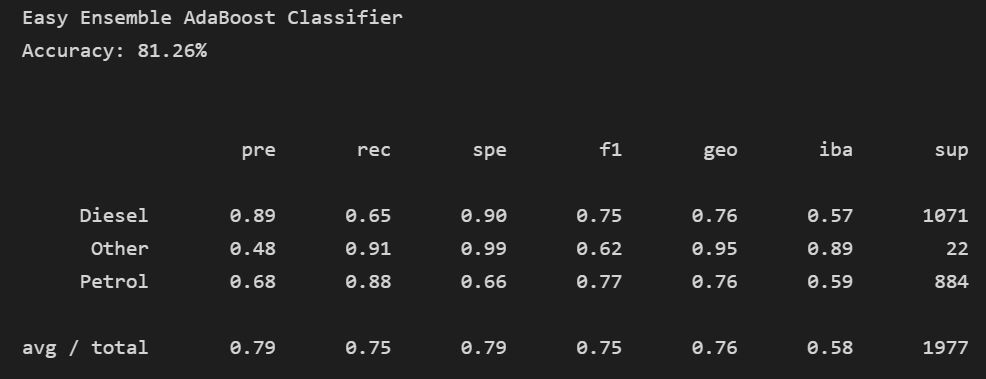 Easy Ensemble AdaBoost Classifier
Accuracy: 81.26%
pre rec spe f1 geo iba sup
Diesel 0.89 0.65 0.90 0.75 0.76 0.57 1071
Other 0.48 0.91 0.99 0.62 0.95 0.89 22
Petrol 0.68 0.88 0.66 0.77 0.76 0.59 884
avg / total 0.79 0.75 0.79 0.75 0.76 0.58 1977